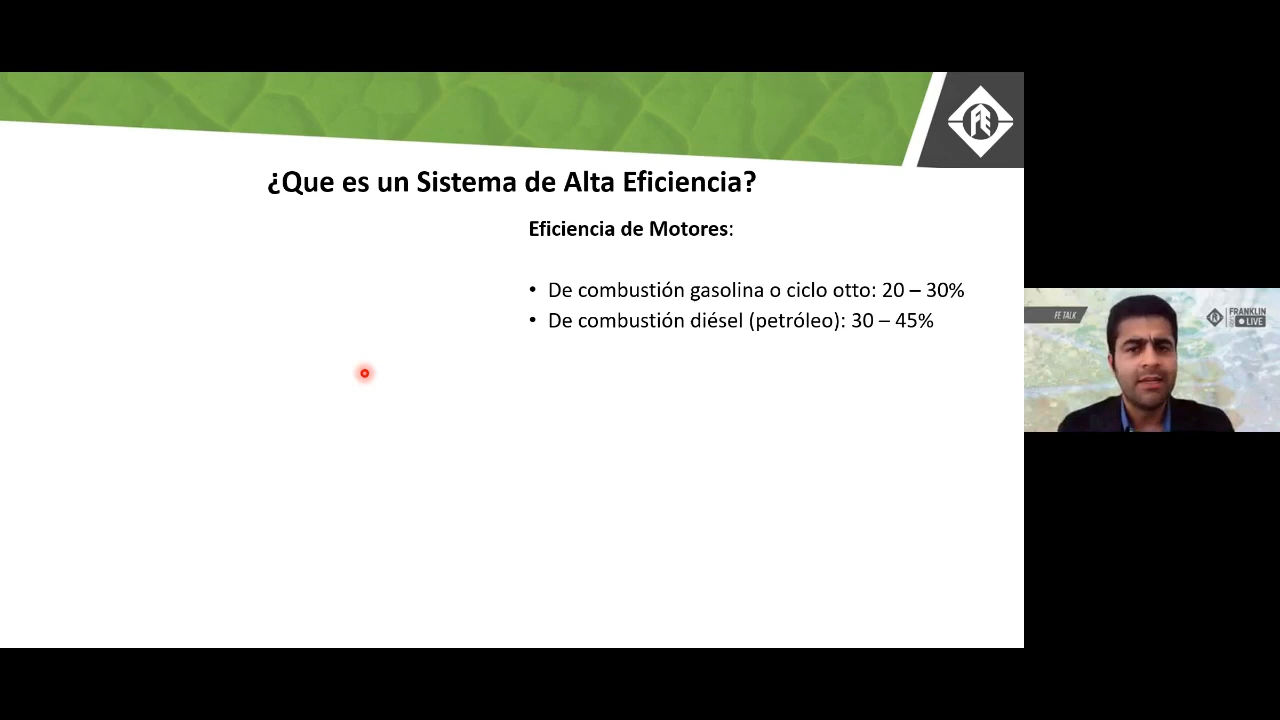 FE
¿Que es un Sistema de Alta Eficiencia?
Eficiencia de Motores:
• De combustión gasolina o ciclo otto: 20 – 30%
• De combustión diésel (petróleo): 30 – 45%
FE TALK
FRANKLIN
LIVE